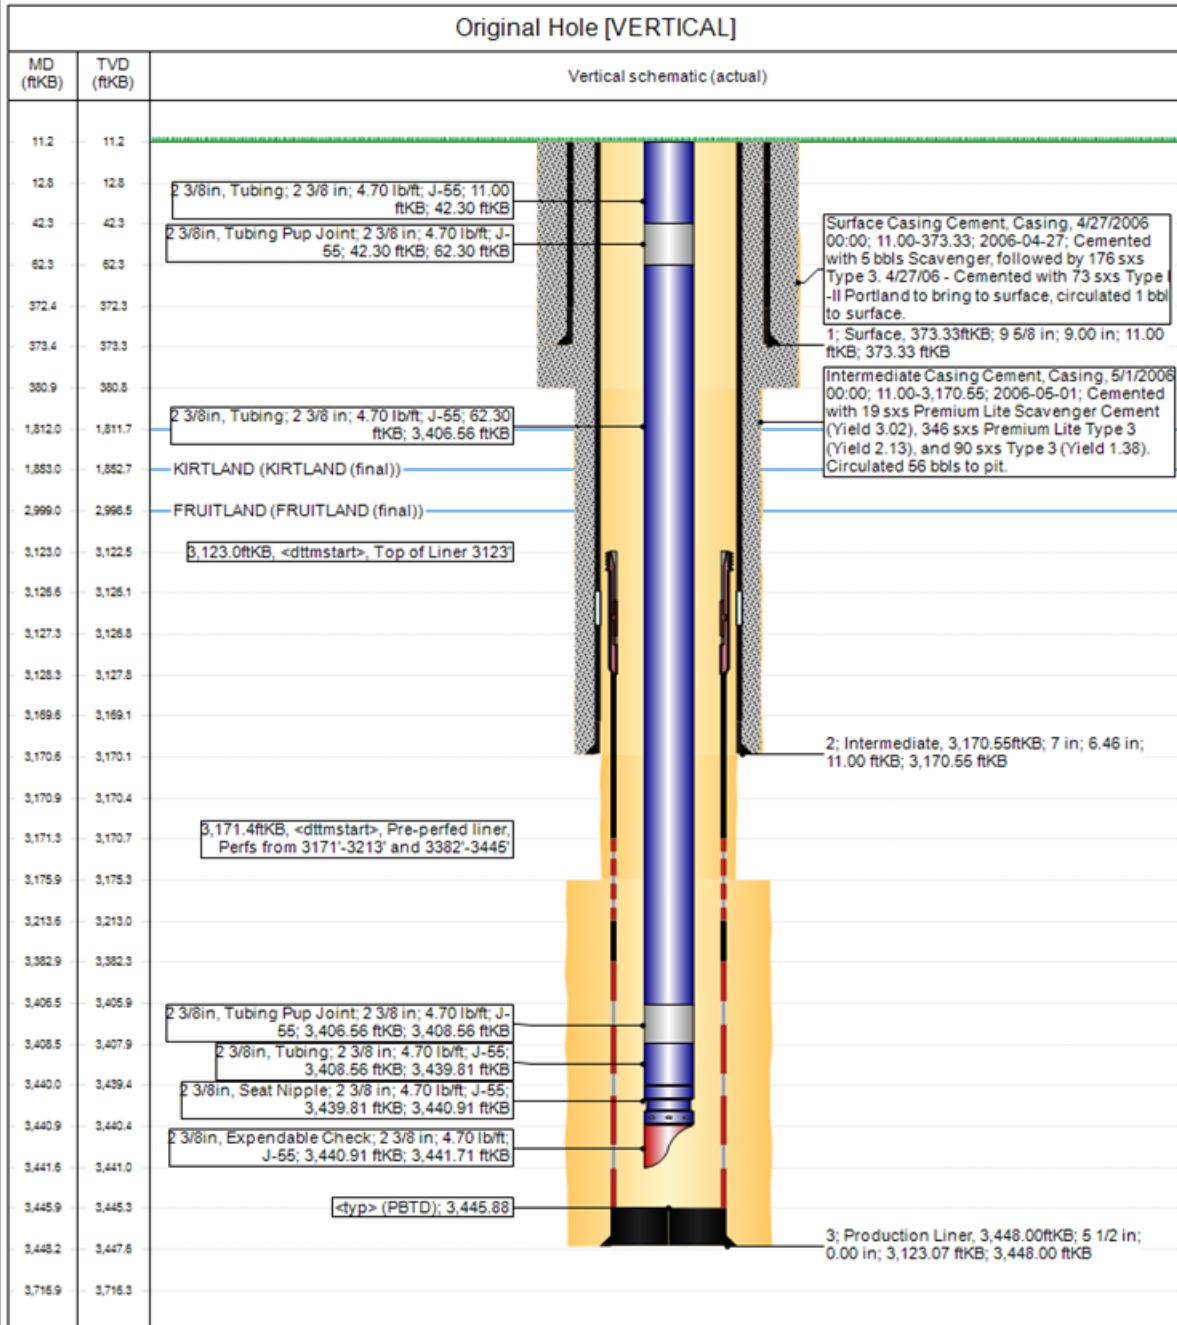 Original Hole [VERTICAL]
MD
(ftKB)
TVD
(ftKB)
Vertical schematic (actual)
11.2 11.2
12.8 12.8
42.3 42.3
62.3 62.3
372.4 372.3
373.4 373.3
380.9 380.8
1,812.0 1,811.7
1,853.0 1,852.7
2,999.0 2,998.5
3,123.0 3,122.5
3,126.6 3,126.1
3,127.3 3,126.8
3,128.3 3,127.8
3,169.6 3,169.1
3,170.6 3,170.1
3,170.9 3,170.4
3,171.3 3,170.7
3,175.9 3,175.3
3,213.6 3,213.0
3,382.9 3,382.3
3,406.5 3,405.9
3,408.5 3,407.9
3,440.0 3,439.4
3,440.9 3,440.4
3,441.6 3,441.0
3,445.9 3,445.3
3,448.2 3,447.6
3,716.9 3,716.3
2 3/8in, Tubing; 2 3/8 in; 4.70 lb/ft; J-55; 11.00
ftKB; 42.30 ftKB
2 3/8in, Tubing Pup Joint; 2 3/8 in; 4.70 lb/ft; J-
55; 42.30 ftKB; 62.30 ftKB
2 3/8in, Tubing; 2 3/8 in; 4.70 lb/ft; J-55; 62.30
ftKB; 3,406.56 ftKB
KIRTLAND (KIRTLAND (final))
FRUITLAND (FRUITLAND (final))
3,123.0ftKB, <dttmstart>, Top of Liner 3123'
3,171.4ftKB, <dttmstart>, Pre-perfed liner,
Perfs from 3171'-3213' and 3382'-3445'
2 3/8in, Tubing Pup Joint; 2 3/8 in; 4.70 lb/ft; J-
55; 3,406.56 ftKB; 3,408.56 ftKB
2 3/8in, Tubing; 2 3/8 in; 4.70 lb/ft; J-55;
3,408.56 ftKB; 3,439.81 ftKB
2 3/8in, Seat Nipple; 2 3/8 in; 4.70 lb/ft; J-55;
3,439.81 ftKB; 3,440.91 ftKB
2 3/8in, Expendable Check; 2 3/8 in; 4.70 lb/ft;
J-55; 3,440.91 ftKB; 3,441.71 ftKB
<typ> (PBTD); 3,445.88
Surface Casing Cement, Casing, 4/27/2006
00:00; 11.00-373.33; 2006-04-27; Cemented
with 5 bbls Scavenger, followed by 176 sxs
Type 3. 4/27/06 - Cemented with 73 sxs Type I
-II Portland to bring to surface, circulated 1 bbl
to surface.
1; Surface, 373.33ftKB; 9 5/8 in; 9.00 in; 11.00
ftKB; 373.33 ftKB
Intermediate Casing Cement, Casing, 5/1/2006
00:00; 11.00-3,170.55; 2006-05-01; Cemented
with 19 sxs Premium Lite Scavenger Cement
(Yield 3.02), 346 sxs Premium Lite Type 3
(Yield 2.13), and 90 sxs Type 3 (Yield 1.38).
Circulated 56 bbls to pit.
2; Intermediate, 3,170.55ftKB; 7 in; 6.46 in;
11.00 ftKB; 3,170.55 ftKB
3; Production Liner, 3,448.00ftKB; 5 1/2 in;
0.00 in; 3,123.07 ftKB; 3,448.00 ftKB